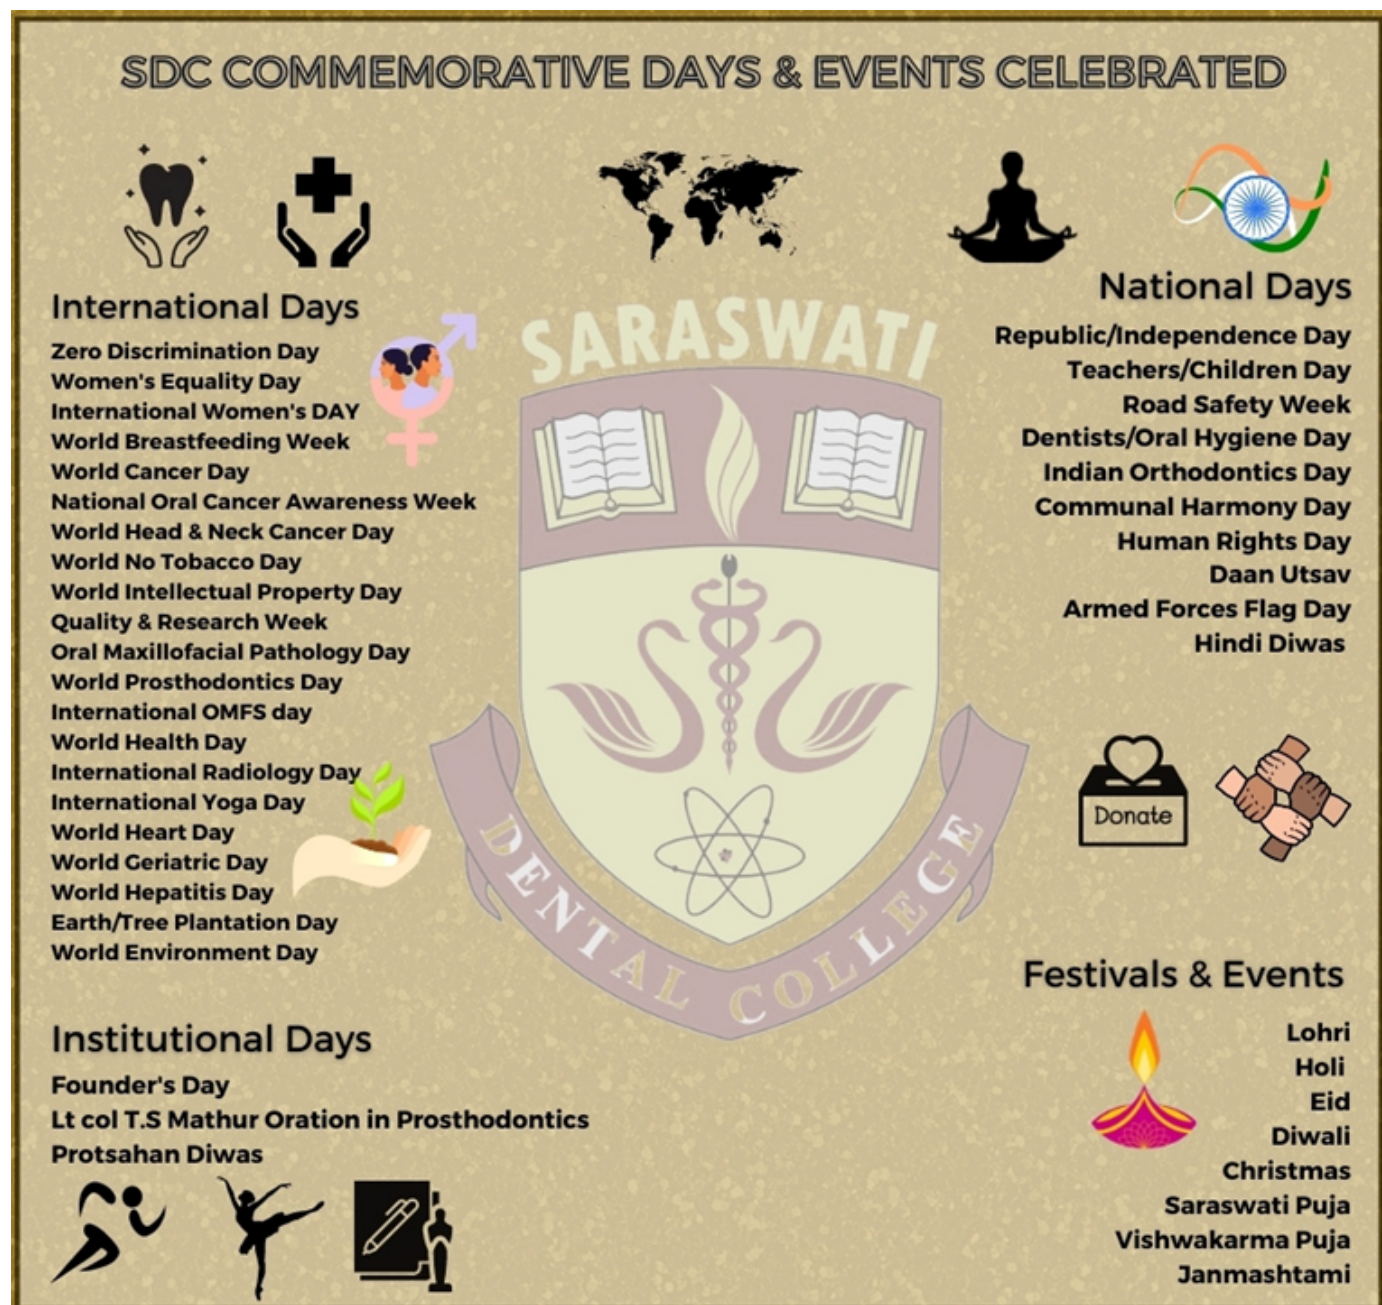 SDC COMMEMORATIVE DAYS & EVENTS CELEBRATED
International Days
Zero Discrimination Day
Women's Equality Day
International Women's DAY
World Breastfeeding Week
World Cancer Day
National Oral Cancer Awareness Week
World Head & Neck Cancer Day
World No Tobacco Day
World Intellectual Property Day
Quality & Research Week
Oral Maxillofacial Pathology Day
World Prosthodontics Day
International OMFS day
World Health Day
International Radiology Day
International Yoga Day
World Heart Day
World Geriatric Day
World Hepatitis Day
Earth/Tree Plantation Day
World Environment Day
Institutional Days
Founder's Day
Lt col T.S Mathur Oration in Prosthodontics
Protsahan Diwas
SARASWATI
DENTAL COLLEGE
National Days
Republic/Independence Day
Teachers/Children Day
Road Safety Week
Dentists/Oral Hygiene Day
Indian Orthodontics Day
Communal Harmony Day
Human Rights Day
Daan Utsav
Armed Forces Flag Day
Hindi Diwas
Donate
Festivals & Events
Lohri
Holi
Eid
Diwali
Christmas
Saraswati Puja
Vishwakarma Puja
Janmashtami